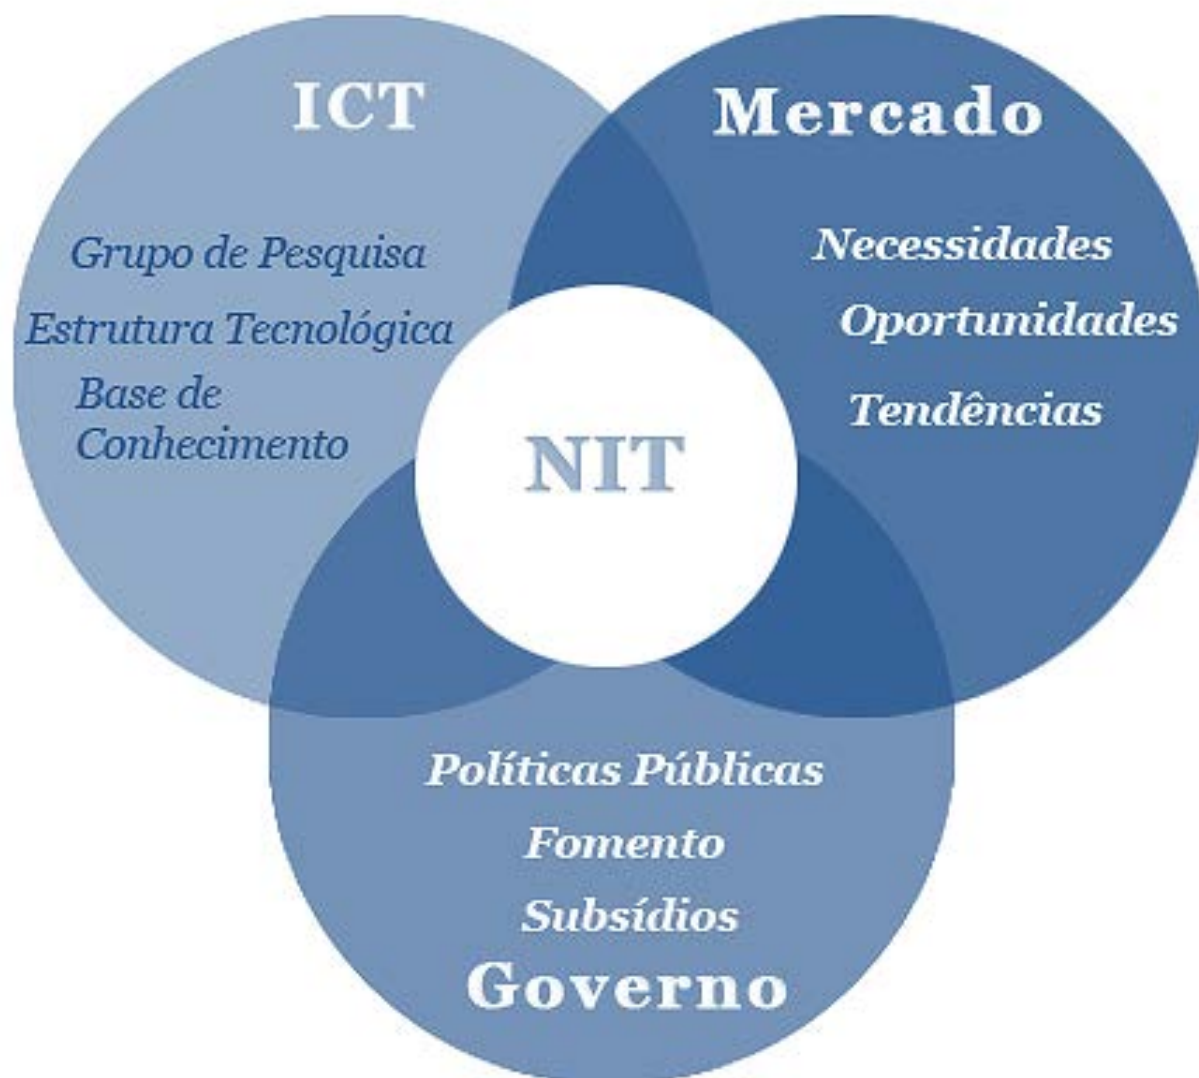 ICT
Grupo de Pesquisa
Estrutura Tecnológica
Base de
Conhecimento
Mercado
Necessidades
Oportunidades
Tendências
NIT
Políticas Públicas
Fomento
Subsídios
Governo